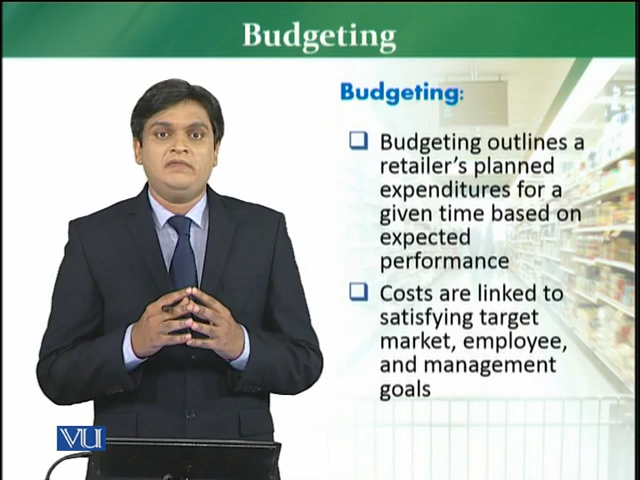 Budgeting
Budgeting:
Budgeting outlines a
retailer's planned
expenditures for a
given time based on
expected
performance
Costs are linked to
satisfying target
market, employee,
and management
goals
VU